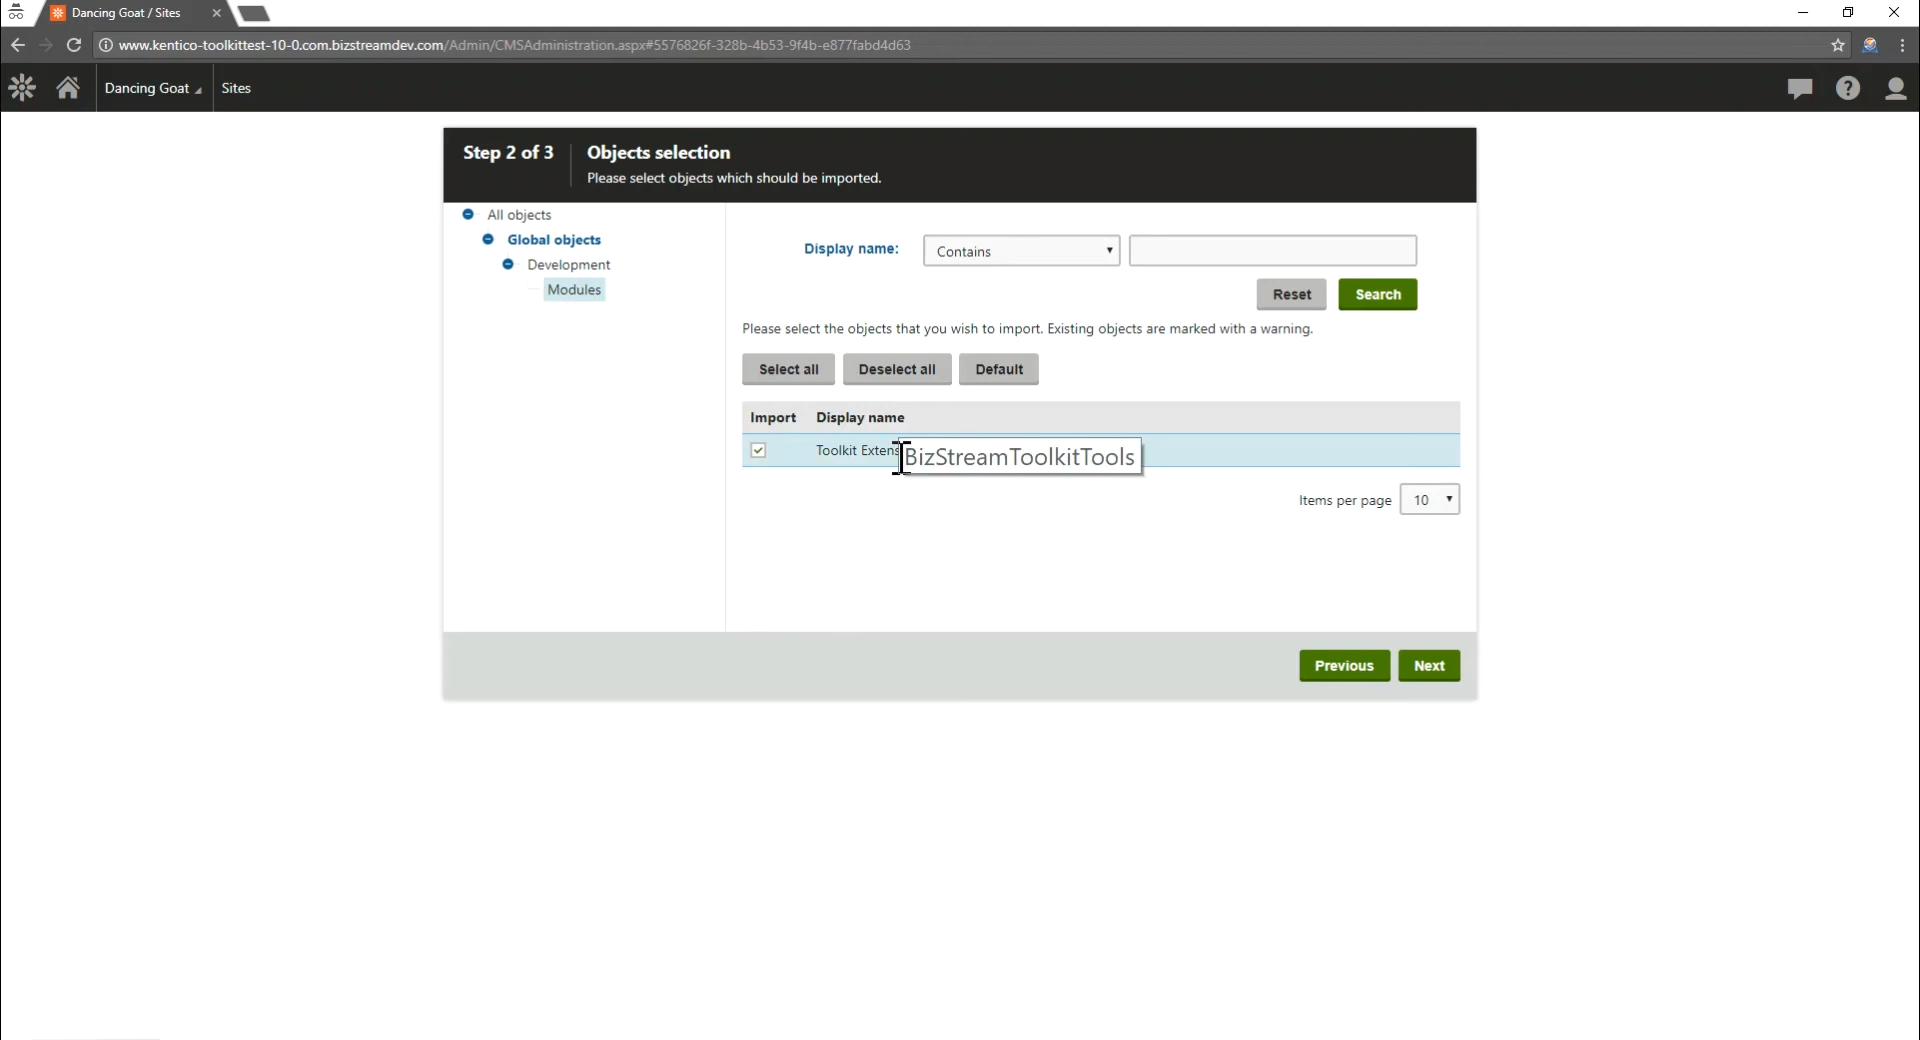 Dancing Goat / Sites
www.kentico-toolkittest-10-0.com.bizstreamdev.com/Admin/CMSAdministration.aspx#5576826f-328b-4b53-9f4b-e877fabd4d63
Dancing Goat Sites
Step 2 of 3
Objects selection
Please select objects which should be imported.
All objects
Global objects
Development
Modules
Display name: Contains
Reset Search
Please select the objects that you wish to import. Existing objects are marked with a warning.
Select all Deselect all Default
Import Display name
Toolkit Extens
BizStreamToolkitTools
Items per page 10
Previous Next